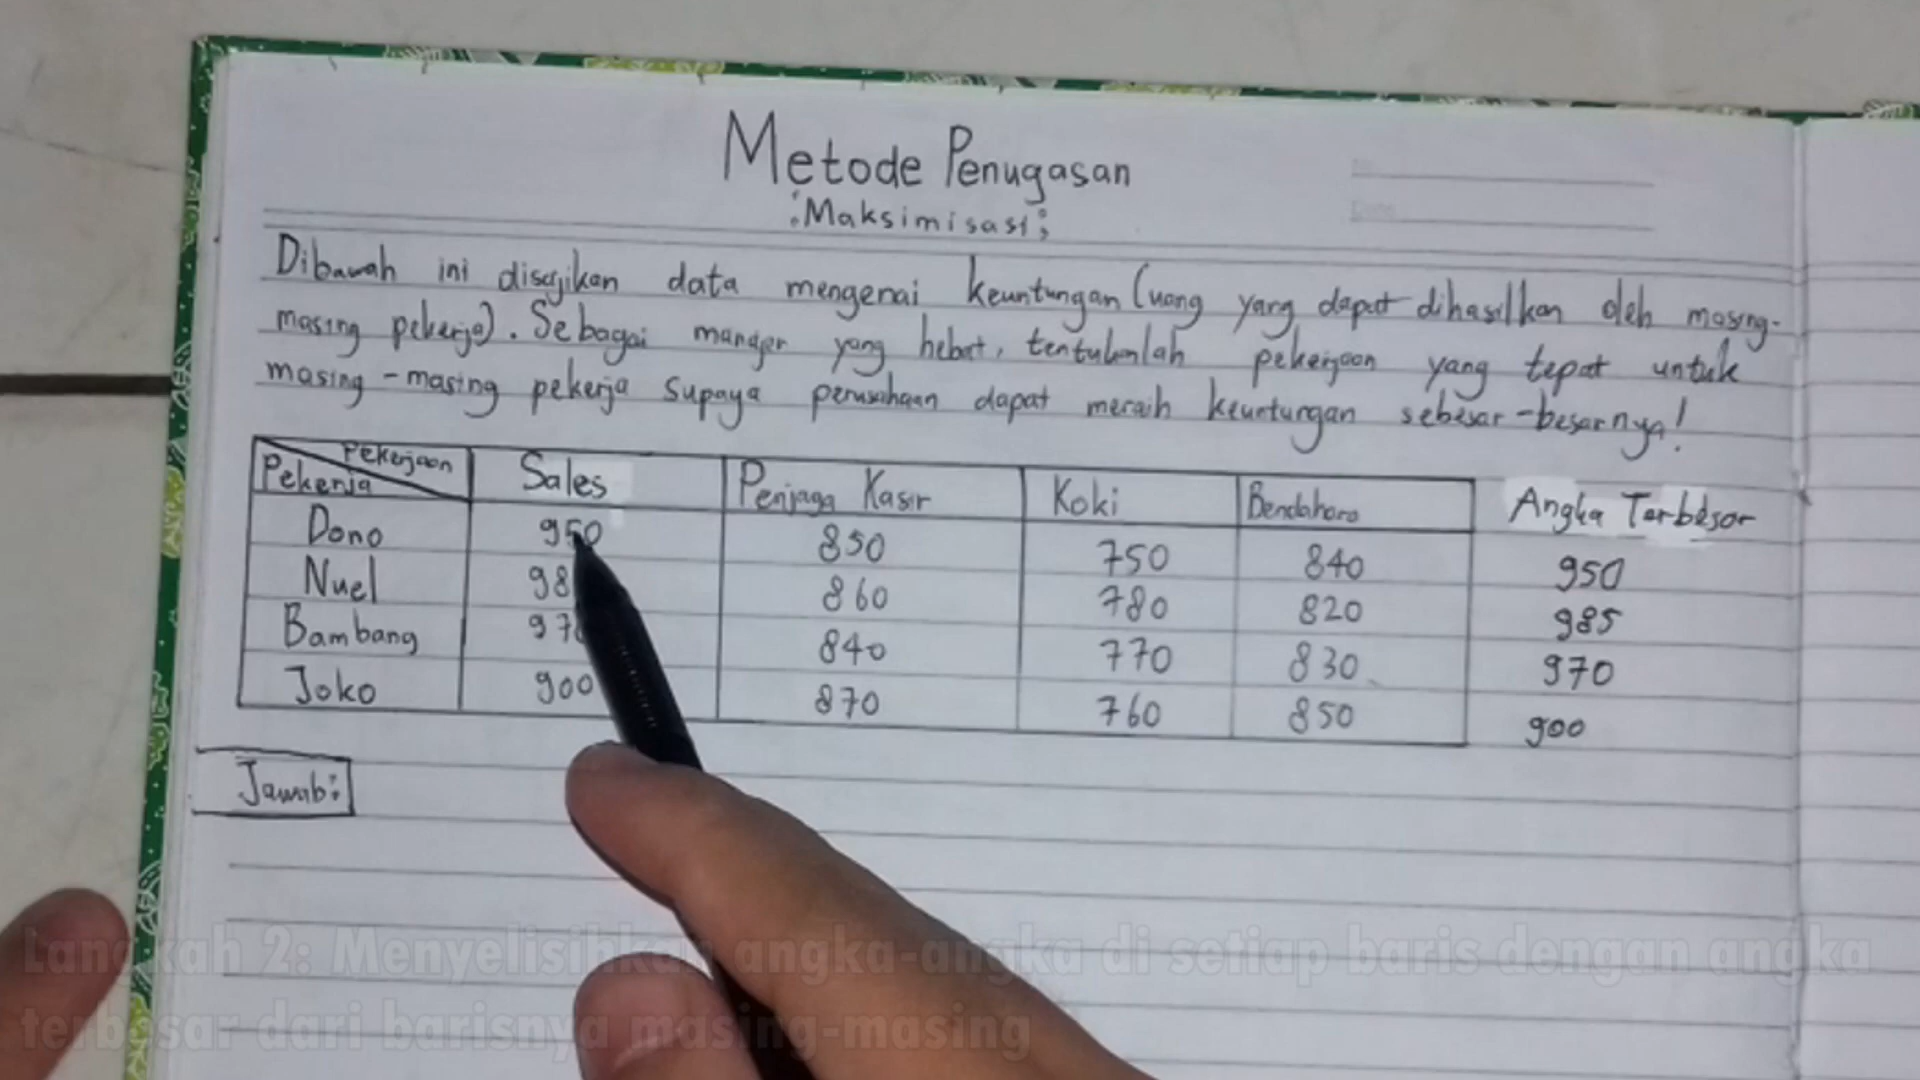 Metode Penugasan
:Maksimisasi:
Dibawah ini disajikan data mengenai keuntungan (uang yang dapat dihasilkan oleh masing-
masing pekerja). Sebagai manajer yang hebat, tentukanlah pekerjaan yang tepat untuk
masing-masing pekerja supaya perusahaan dapat meraih keuntungan sebesar-besarnya!
Pekerjaan
Pekerja Sales Penjaga Kasir Koki Bendahara Angka Terbesar
Dono 950 850 750 840 950
Nuel 98 860 780 820 985
Bambang 97 840 770 830 970
Joko 900 870 760 850 900
Jawab:
Langkah 2: Menyelisihkan angka-angka di setiap baris dengan angka
terbesar dari barisnya masing-masing